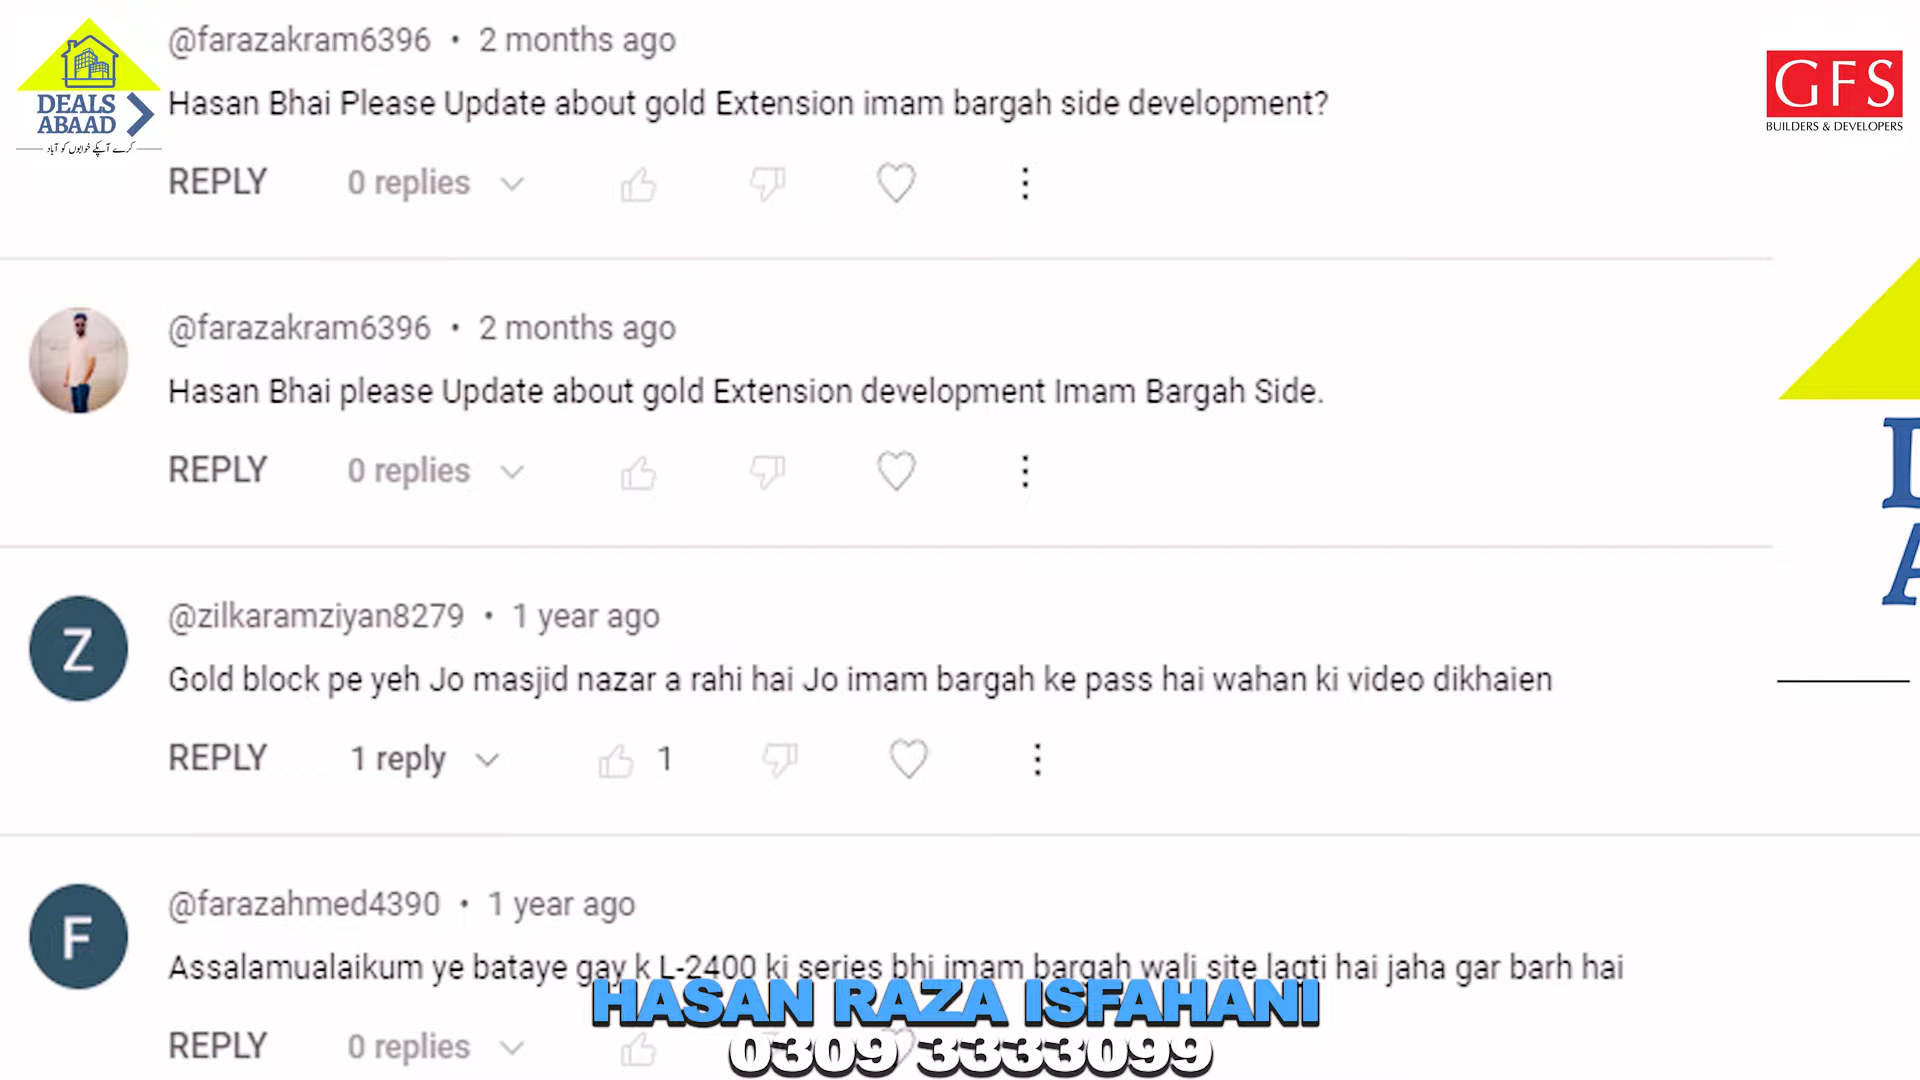 @farazakram6396 • 2 months ago
Hasan Bhai Please Update about gold Extension imam bargah side development?
REPLY 0 replies
DEALS
ABAAD
کرے آپکے خوابوں کو آباد
GFS
BUILDERS & DEVELOPERS
@farazakram6396 • 2 months ago
Hasan Bhai please Update about gold Extension development Imam Bargah Side.
REPLY 0 replies
@zilkaramziyan8279 • 1 year ago
Gold block pe yeh Jo masjid nazar a rahi hai Jo imam bargah ke pass hai wahan ki video dikhaien
REPLY 1 reply 1
Z
@farazahmed4390 • 1 year ago
Assalamualaikum ye bataye gay k L-2400 ki series bhi imam bargah wali site lagti hai jaha gar barh hai
F
REPLY 0 replies
HASAN RAZA ISFAHANI
0309 3333099